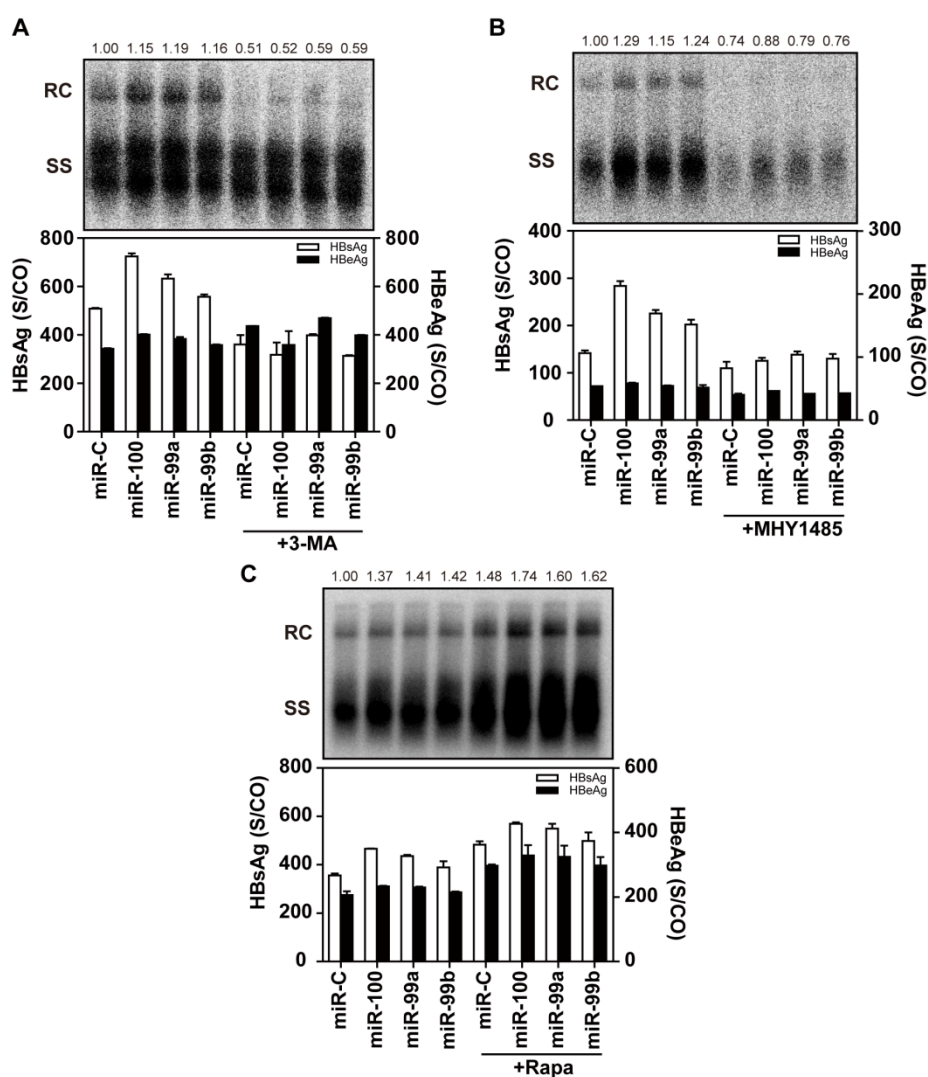 A
1.00 1.15 1.19 1.16 0.51 0.52 0.59 0.59
RC
SS
800
600
400
200
0
HBsAg (S/CO)
HBsAg
HBeAg
800
600
400
200
0
HBeAg (S/CO)
miR-C miR-100 miR-99a miR-99b miR-C miR-100 miR-99a miR-99b
+3-MA
B
1.00 1.29 1.15 1.24 0.74 0.88 0.79 0.76
RC
SS
400
300
200
100
0
HBsAg (S/CO)
HBsAg
HBeAg
300
200
100
0
HBeAg (S/CO)
miR-C miR-100 miR-99a miR-99b miR-C miR-100 miR-99a miR-99b
+MHY1485
C
1.00 1.37 1.41 1.42 1.48 1.74 1.60 1.62
RC
SS
800
600
400
200
0
HBsAg (S/CO)
HBsAg
HBeAg
600
400
200
0
HBeAg (S/CO)
miR-C miR-100 miR-99a miR-99b miR-C miR-100 miR-99a miR-99b
+Rapa